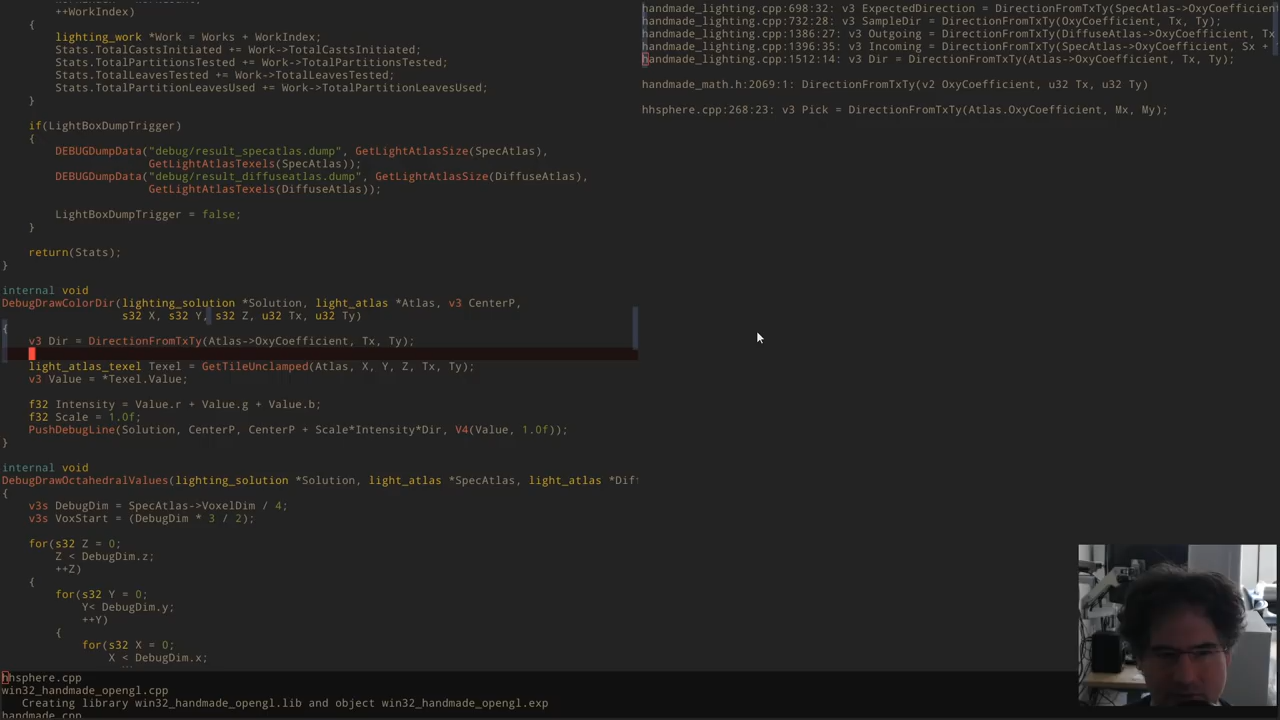 ++WorkIndex)
{
lighting_work *Work = Works + WorkIndex;
Stats.TotalCastsInitiated += Work->TotalCastsInitiated;
Stats.TotalPartitionsTested += Work->TotalPartitionsTested;
Stats.TotalLeavesTested += Work->TotalLeavesTested;
Stats.TotalPartitionLeavesUsed += Work->TotalPartitionLeavesUsed;
}
if(LightBoxDumpTrigger)
{
DEBUGDumpData("debug/result_specatlas.dump", GetLightAtlasSize(SpecAtlas),
GetLightAtlasTexels(SpecAtlas));
DEBUGDumpData("debug/result_diffuseatlas.dump", GetLightAtlasSize(DiffuseAtlas),
GetLightAtlasTexels(DiffuseAtlas));
LightBoxDumpTrigger = false;
}
return(Stats);
}
internal void
DebugDrawColorDir(lighting_solution *Solution, light_atlas *Atlas, v3 CenterP,
s32 X, s32 Y, s32 Z, u32 Tx, u32 Ty)
{
v3 Dir = DirectionFromTxTy(Atlas->OxyCoefficient, Tx, Ty);
light_atlas_texel Texel = GetTileUnclamped(Atlas, X, Y, Z, Tx, Ty);
v3 Value = *Texel.Value;
f32 Intensity = Value.r + Value.g + Value.b;
f32 Scale = 1.0f;
PushDebugLine(Solution, CenterP, CenterP + Scale*Intensity*Dir, V4(Value, 1.0f));
}
internal void
DebugDrawOctahedralValues(lighting_solution *Solution, light_atlas *SpecAtlas, light_atlas *Diff
{
v3s DebugDim = SpecAtlas->VoxelDim / 4;
v3s VoxStart = (DebugDim * 3 / 2);
for(s32 Z = 0;
Z < DebugDim.z;
++Z)
{
for(s32 Y = 0;
Y< DebugDim.y;
++Y)
{
for(s32 X = 0;
X < DebugDim.x;
handmade_lighting.cpp:698:32: v3 ExpectedDirection = DirectionFromTxTy(SpecAtlas->OxyCoefficien
handmade_lighting.cpp:732:28: v3 SampleDir = DirectionFromTxTy(OxyCoefficient, Tx, Ty);
handmade_lighting.cpp:1386:27: v3 Outgoing = DirectionFromTxTy(DiffuseAtlas->OxyCoefficient, Tx
handmade_lighting.cpp:1396:35: v3 Incoming = DirectionFromTxTy(SpecAtlas->OxyCoefficient, Sx +
handmade_lighting.cpp:1512:14: v3 Dir = DirectionFromTxTy(Atlas->OxyCoefficient, Tx, Ty);
handmade_math.h:2069:1: DirectionFromTxTy(v2 OxyCoefficient, u32 Tx, u32 Ty)
hhsphere.cpp:268:23: v3 Pick = DirectionFromTxTy(Atlas.OxyCoefficient, Mx, My);
hhsphere.cpp
win32_handmade_opengl.cpp
Creating library win32_handmade_opengl.lib and object win32_handmade_opengl.exp
handmade.cpp